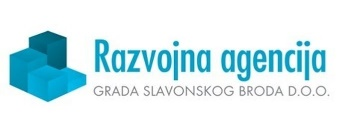 Razvojna agencija
GRADA SLAVONSKOG BRODA D.O.O.